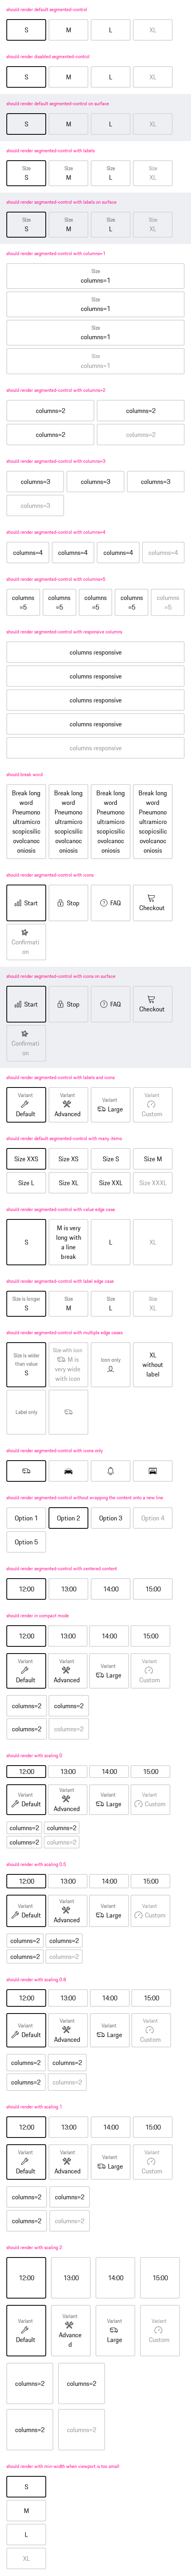 should render default segmented-control
S M L XL
should render disabled segmented-control
S M L XL
should render default segmented-control on surface
S M L XL
should render segmented-control with labels
Size Size Size Size
S M L XL
should render segmented-control with labels on surface
Size Size Size Size
S M L XL
should render segmented-control with columns=1
Size
columns=1
Size
columns=1
Size
columns=1
Size
columns=1
should render segmented-control with columns=2
columns=2 columns=2
columns=2 columns=2
should render segmented-control with columns=3
columns=3 columns=3 columns=3
columns=3
should render segmented-control with columns=4
columns=4 columns=4 columns=4 columns=4
should render segmented-control with columns=5
columns columns columns columns columns
=5 =5 =5 =5 =5
should render segmented-control with responsive columns
columns responsive
columns responsive
columns responsive
columns responsive
columns responsive
should break word
Break long Break long Break long Break long
word word word word
Pneumono Pneumono Pneumono Pneumono
ultramicro ultramicro ultramicro ultramicro
scopicsilic scopicsilic scopicsilic scopicsilic
ovolcanoc ovolcanoc ovolcanoc ovolcanoc
oniosis oniosis oniosis oniosis
should render segmented-control with icons
Start Stop FAQ Checkout
Confirmati
on
should render segmented-control with icons on surface
Start Stop FAQ Checkout
Confirmati
on
should render segmented-control with labels and icons
Variant Variant Variant Variant
Default Advanced Large Custom
should render default segmented-control with many items
Size XXS Size XS Size S Size M
Size L Size XL Size XXL Size XXXL
should render segmented-control with value edge case
S M is very L XL
long with
a line
break
should render segmented-control with label edge case
Size is longer Size Size Size
S M L XL
should render segmented-control with multiple edge cases
Size is wider
than value
S
Size with icon
M is
very wide
with icon
Icon only
XL
without
label
Label only
should render segmented-control with icons only
should render segmented-control without wrapping the content onto a new line
Option 1 Option 2 Option 3 Option 4
Option 5
should render segmented-control with centered content
12:00 13:00 14:00 15:00
should render in compact mode
12:00 13:00 14:00 15:00
Variant Variant Variant Variant
Default Advanced Large Custom
columns=2 columns=2
columns=2 columns=2
should render with scaling 0
12:00 13:00 14:00 15:00
Variant Variant Variant Variant
Default Advanced Large Custom
columns=2 columns=2
columns=2 columns=2
should render with scaling 0.5
12:00 13:00 14:00 15:00
Variant Variant Variant Variant
Default Advanced Large Custom
columns=2 columns=2
columns=2 columns=2
should render with scaling 0.8
12:00 13:00 14:00 15:00
Variant Variant Variant Variant
Default Advanced Large Custom
columns=2 columns=2
columns=2 columns=2
should render with scaling 1
12:00 13:00 14:00 15:00
Variant Variant Variant Variant
Default Advanced Large Custom
columns=2 columns=2
columns=2 columns=2
should render with scaling 2
12:00 13:00 14:00 15:00
Variant Variant Variant Variant
Default Advance Large Custom
d
columns=2 columns=2
columns=2 columns=2
should render with min-width when viewport is too small
S
M
L
XL